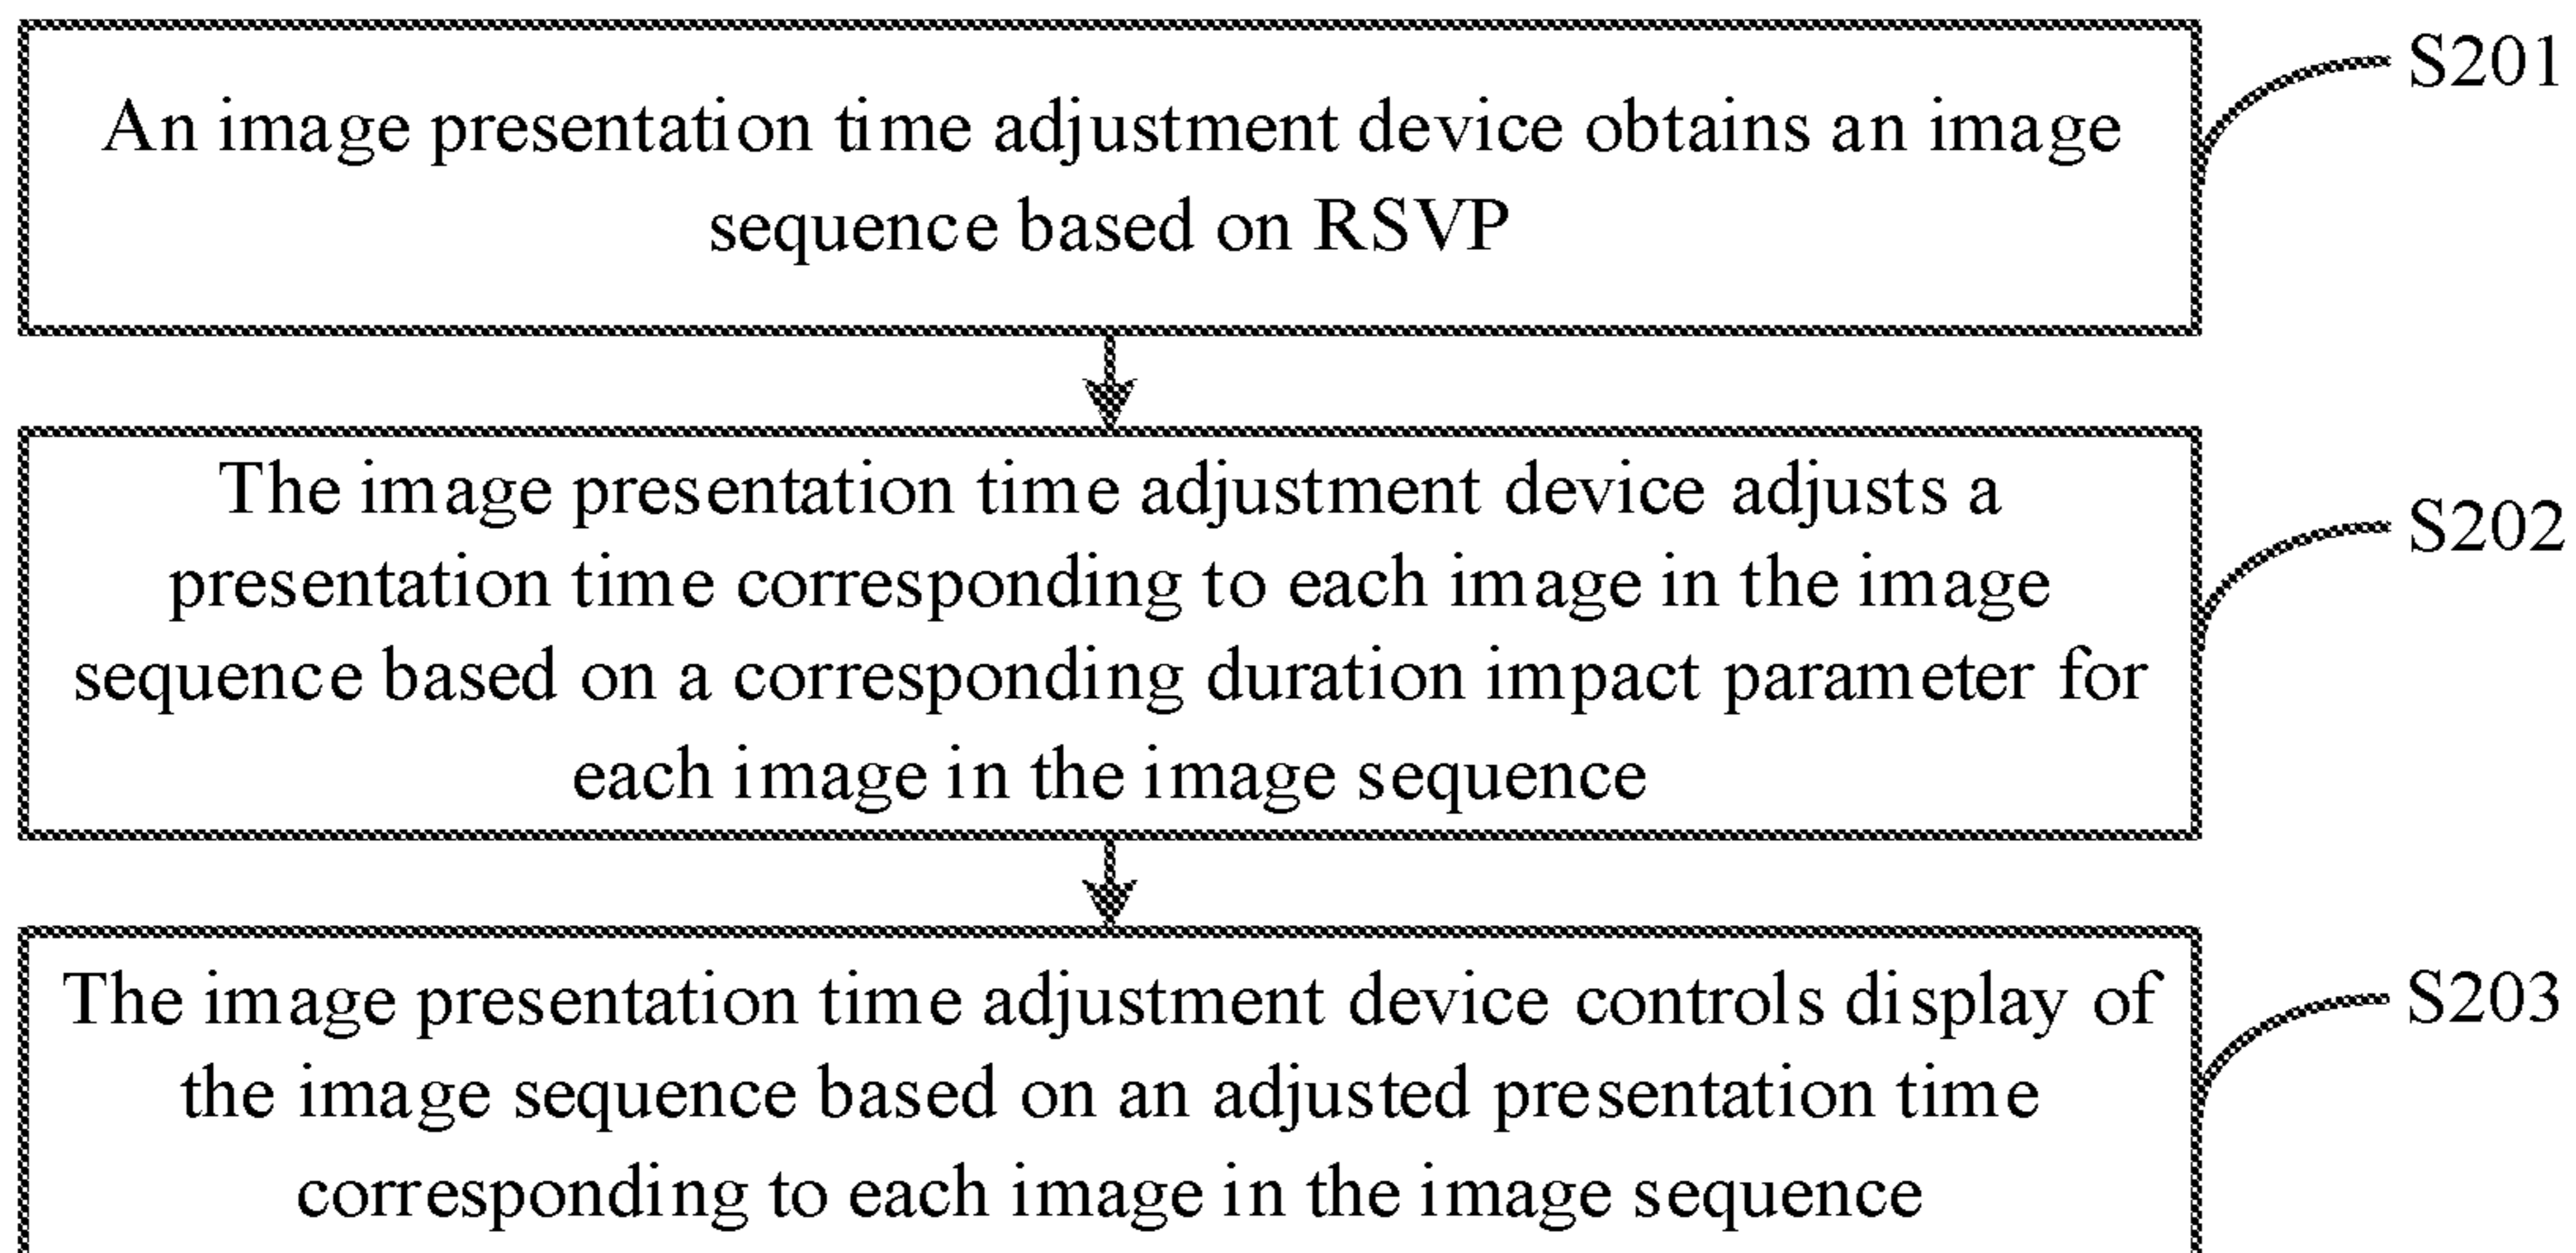 An image presentation time adjustment device obtains an image
sequence based on RSVP
S201
The image presentation time adjustment device adjusts a
presentation time corresponding to each image in the image
sequence based on a corresponding duration impact parameter for
each image in the image sequence
S202
The image presentation time adjustment device controls display of
the image sequence based on an adjusted presentation time
corresponding to each image in the image sequence
S203